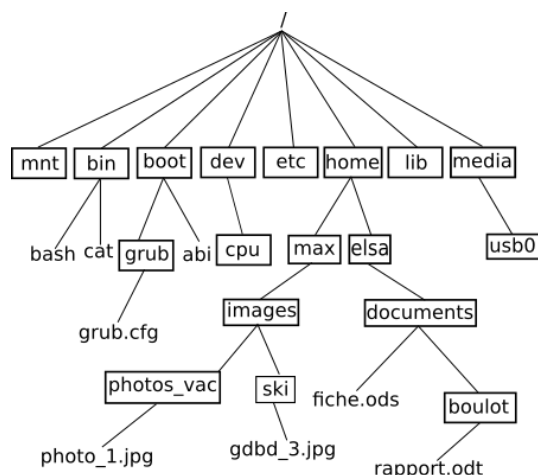 /
mnt bin boot dev etc home lib media
bash cat grub abi cpu max elsa usb0
grub.cfg images documents
photos_vac ski fiche.ods boulot
photo_1.jpg gdbd_3.jpg rapport.odt